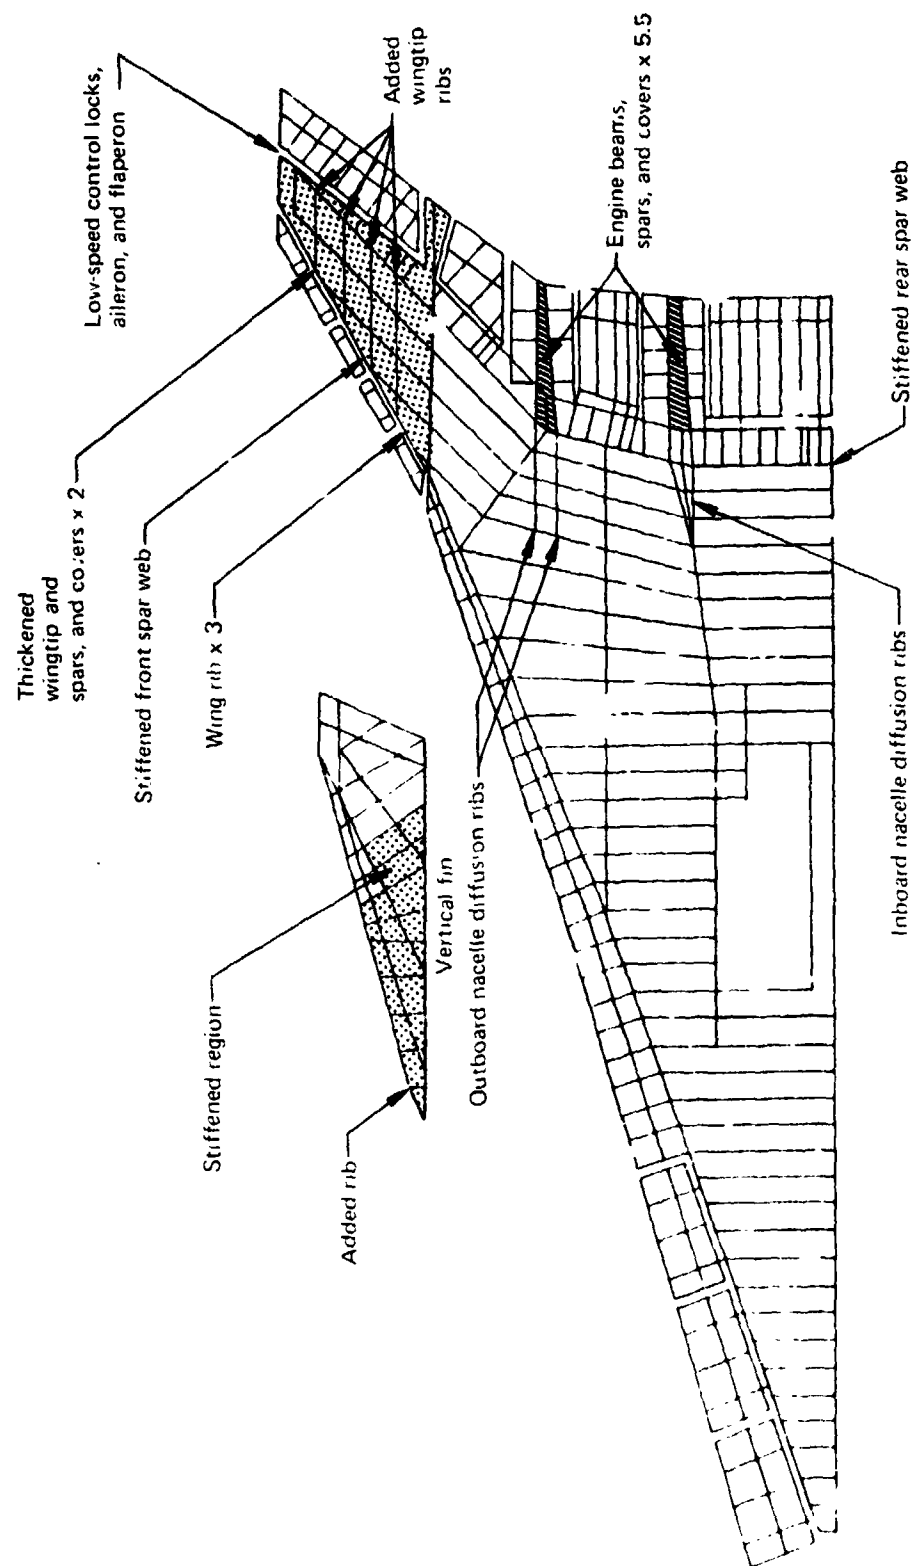 Thickened
wingtip and
spars, and covers x 2
Stiffened front spar web
Wing rib x 3
Low-speed control locks,
aileron, and flaperon
Added
wingtip
ribs
Engine beams,
spars, and covers x 5.5
Stiffened region
Added rib
Vertical fin
Outboard nacelle diffusion ribs
Stiffened rear spar web
Inboard nacelle diffusion ribs